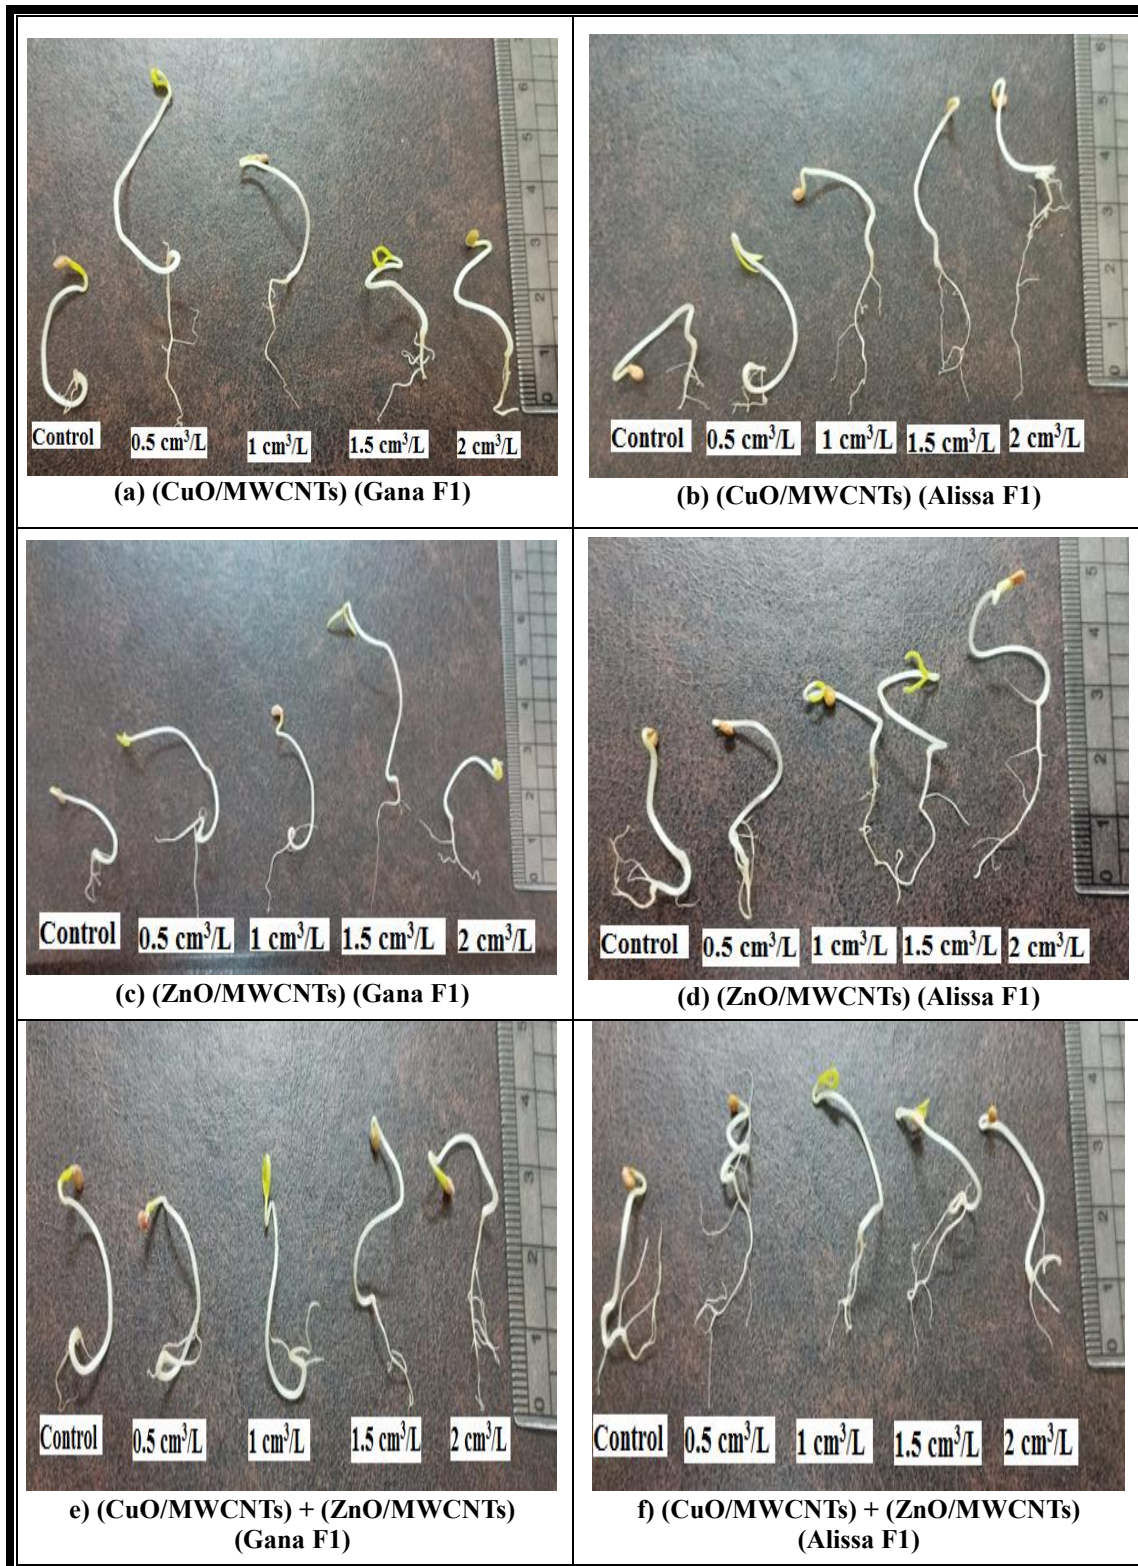 Control 0.5 cm³/L 1 cm³/L 1.5 cm³/L 2 cm³/L
(a) (CuO/MWCNTs) (Gana F1)
Control 0.5 cm³/L 1 cm³/L 1.5 cm³/L 2 cm³/L
(b) (CuO/MWCNTs) (Alissa F1)
Control 0.5 cm³/L 1 cm³/L 1.5 cm³/L 2 cm³/L
(c) (ZnO/MWCNTs) (Gana F1)
Control 0.5 cm³/L 1 cm³/L 1.5 cm³/L 2 cm³/L
(d) (ZnO/MWCNTs) (Alissa F1)
Control 0.5 cm³/L 1 cm³/L 1.5 cm³/L 2 cm³/L
e) (CuO/MWCNTs) + (ZnO/MWCNTs)
(Gana F1)
Control 0.5 cm³/L 1 cm³/L 1.5 cm³/L 2 cm³/L
f) (CuO/MWCNTs) + (ZnO/MWCNTs)
(Alissa F1)